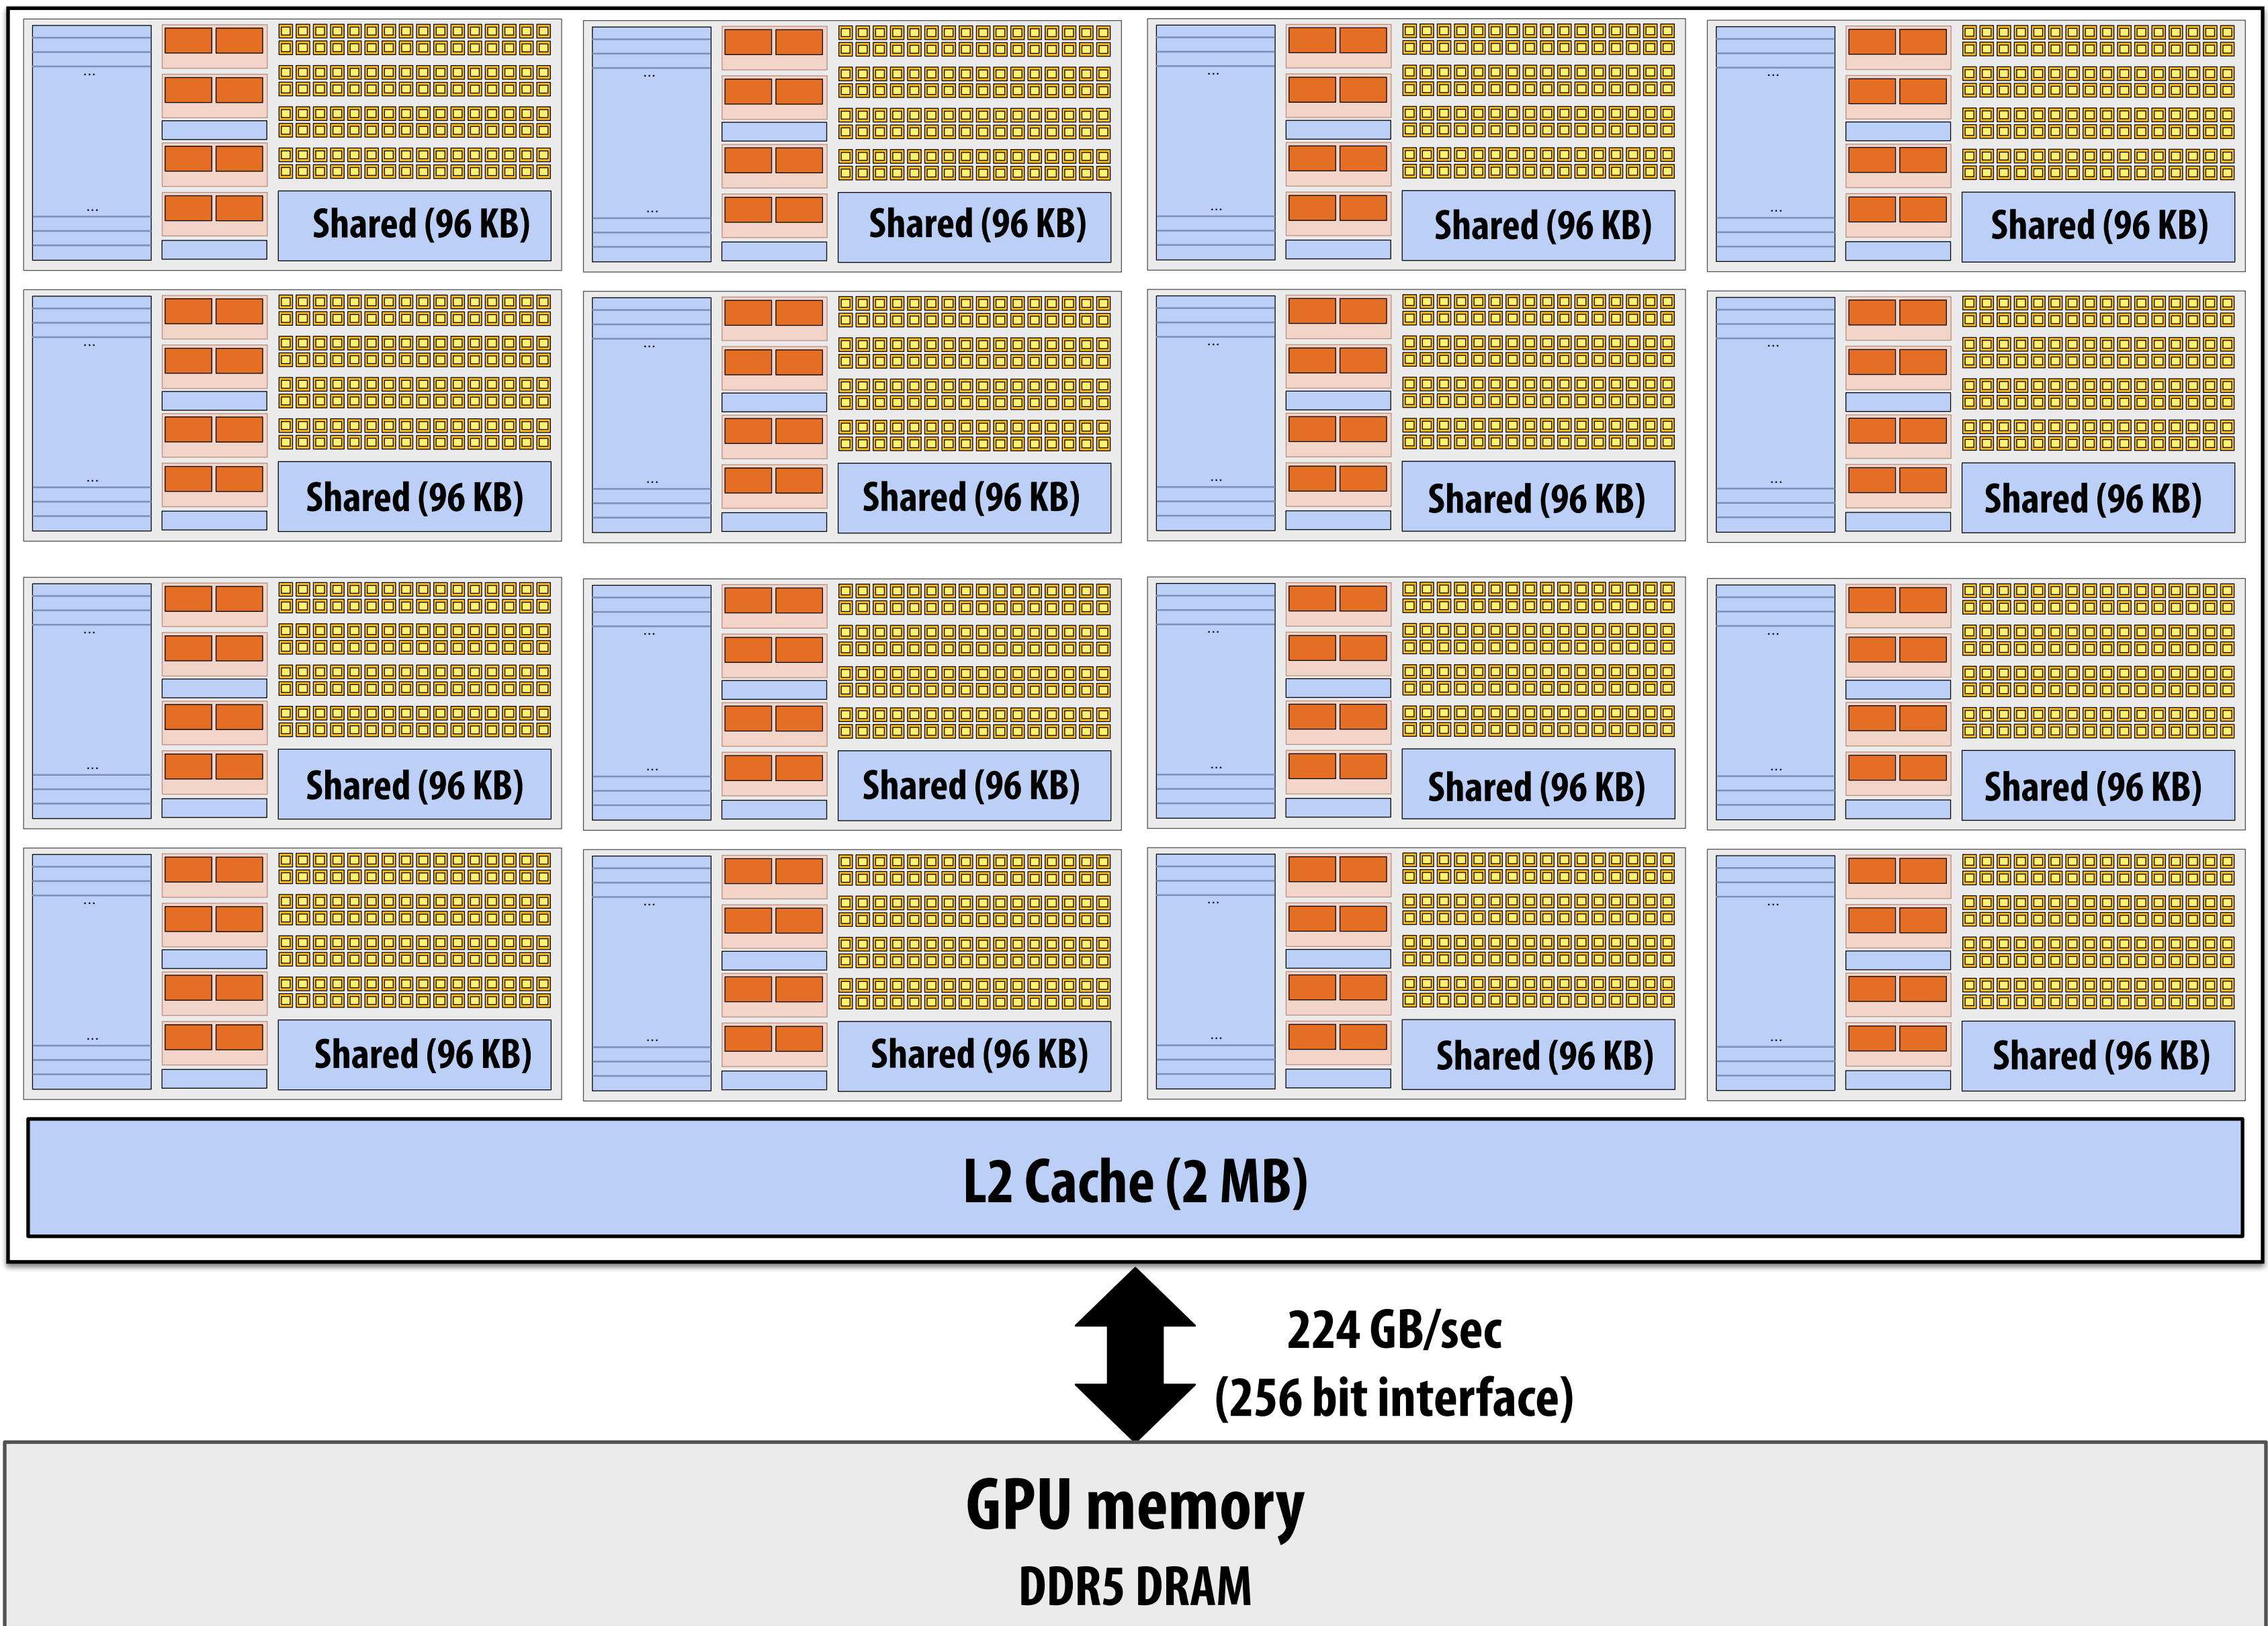 ... ... ... ...
... ... ... ...
Shared (96 KB) Shared (96 KB) Shared (96 KB) Shared (96 KB)
... ... ... ...
... ... ... ...
Shared (96 KB) Shared (96 KB) Shared (96 KB) Shared (96 KB)
... ... ... ...
... ... ... ...
Shared (96 KB) Shared (96 KB) Shared (96 KB) Shared (96 KB)
... ... ... ...
... ... ... ...
Shared (96 KB) Shared (96 KB) Shared (96 KB) Shared (96 KB)
L2 Cache (2 MB)
224 GB/sec
(256 bit interface)
GPU memory
DDR5 DRAM